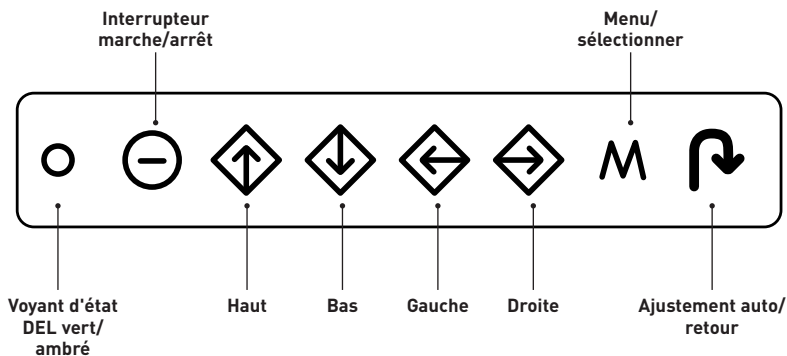 Interrupteur
marche/arrêt
Menu/
sélectionner
M
Voyant d'état
DEL vert/
ambré
Haut
Bas
Gauche
Droite
Ajustement auto/
retour